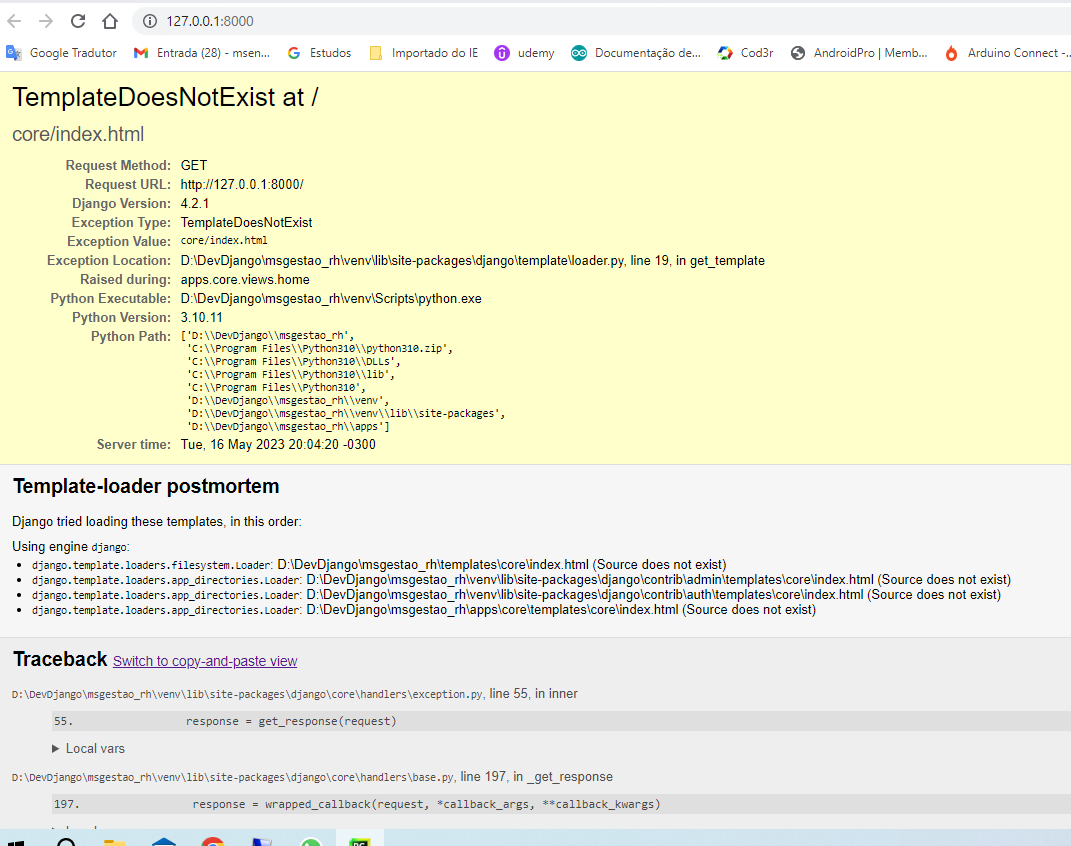 127.0.0.1:8000
Google Tradutor Entrada (28) - msen... Estudos Importado do IE udemy Documentação de... Cod3r AndroidPro | Memb... Arduino Connect -...
TemplateDoesNotExist at /
core/index.html
Request Method: GET
Request URL: http://127.0.0.1:8000/
Django Version: 4.2.1
Exception Type: TemplateDoesNotExist
Exception Value: core/index.html
Exception Location: D:\DevDjango\msgestao_rh\venv\lib\site-packages\django\template\loader.py, line 19, in get_template
Raised during: apps.core.views.home
Python Executable: D:\DevDjango\msgestao_rh\venv\Scripts\python.exe
Python Version: 3.10.11
Python Path: ['D:\\DevDjango\\msgestao_rh',
'C:\\Program Files\\Python310\\python310.zip',
'C:\\Program Files\\Python310\\DLLs',
'C:\\Program Files\\Python310\\lib',
'C:\\Program Files\\Python310',
'D:\\DevDjango\\msgestao_rh\\venv',
'D:\\DevDjango\\msgestao_rh\\venv\\lib\\site-packages',
'D:\\DevDjango\\msgestao_rh\\apps']
Server time: Tue, 16 May 2023 20:04:20 -0300
Template-loader postmortem
Django tried loading these templates, in this order:
Using engine django:
• django.template.loaders.filesystem.Loader: D:\DevDjango\msgestao_rh\templates\core\index.html (Source does not exist)
• django.template.loaders.app_directories.Loader: D:\DevDjango\msgestao_rh\venv\lib\site-packages\django\contrib\admin\templates\core\index.html (Source does not exist)
• django.template.loaders.app_directories.Loader: D:\DevDjango\msgestao_rh\venv\lib\site-packages\django\contrib\auth\templates\core\index.html (Source does not exist)
• django.template.loaders.app_directories.Loader: D:\DevDjango\msgestao_rh\apps\core\templates\core\index.html (Source does not exist)
Traceback Switch to copy-and-paste view
D:\DevDjango\msgestao_rh\venv\lib\site-packages\django\core\handlers\exception.py, line 55, in inner
55. response = get_response(request)
▶ Local vars
D:\DevDjango\msgestao_rh\venv\lib\site-packages\django\core\handlers\base.py, line 197, in _get_response
197. response = wrapped_callback(request, *callback_args, **callback_kwargs)